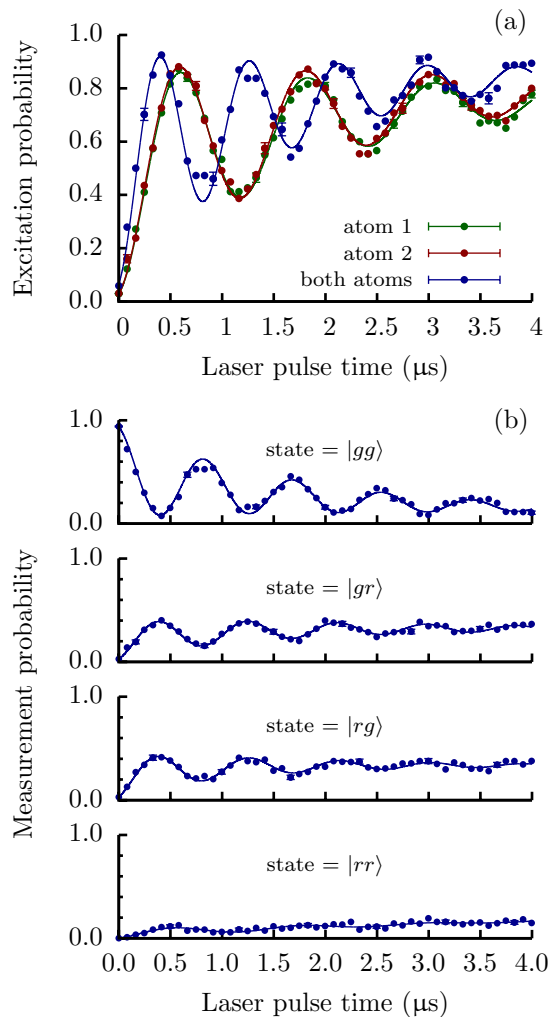 (a)
1.0
0.8
0.6
0.4
0.2
0.0
Excitation probability
atom 1
atom 2
both atoms
0 0.5 1 1.5 2 2.5 3 3.5 4
Laser pulse time (μs)
(b)
1.0
0.0
state = |gg⟩
1.0
0.0
state = |gr⟩
Measurement probability
1.0
0.0
state = |rg⟩
1.0
0.0
state = |rr⟩
0.0 0.5 1.0 1.5 2.0 2.5 3.0 3.5 4.0
Laser pulse time (μs)